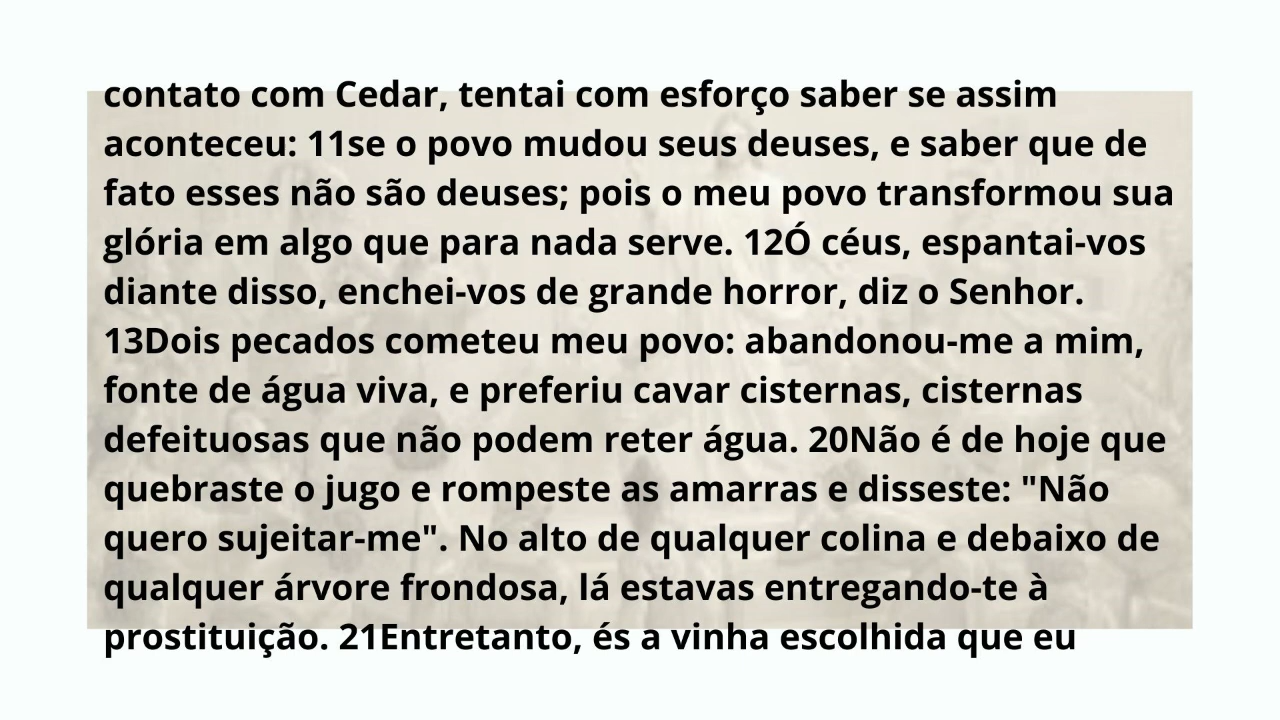 contato com Cedar, tentai com esforço saber se assim
aconteceu: 11se o povo mudou seus deuses, e saber que de
fato esses não são deuses; pois o meu povo transformou sua
glória em algo que para nada serve. 12Ó céus, espantai-vos
diante disso, enchei-vos de grande horror, diz o Senhor.
13Dois pecados cometeu meu povo: abandonou-me a mim,
fonte de água viva, e preferiu cavar cisternas, cisternas
defeituosas que não podem reter água. 20Não é de hoje que
quebraste o jugo e rompeste as amarras e disseste: "Não
quero sujeitar-me". No alto de qualquer colina e debaixo de
qualquer árvore frondosa, lá estavas entregando-te à
prostituição. 21Entretanto, és a vinha escolhida que eu